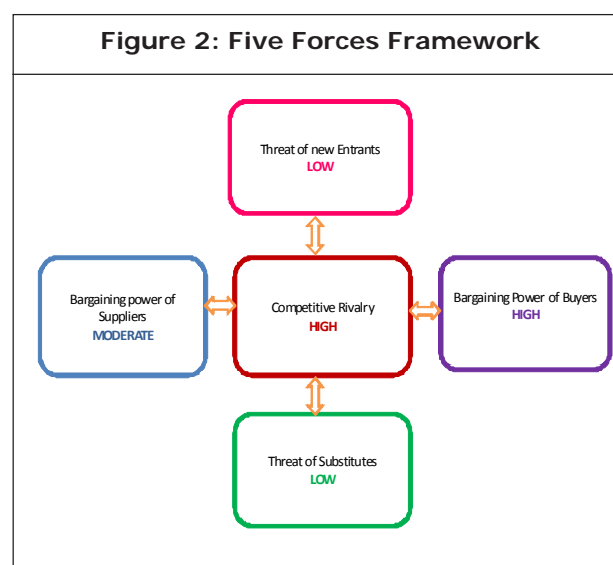 Figure 2: Five Forces Framework
Threat of new Entrants
LOW
Bargaining power of
Suppliers
MODERATE
Competitive Rivalry
HIGH
Bargaining Power of Buyers
HIGH
Threat of Substitutes
LOW